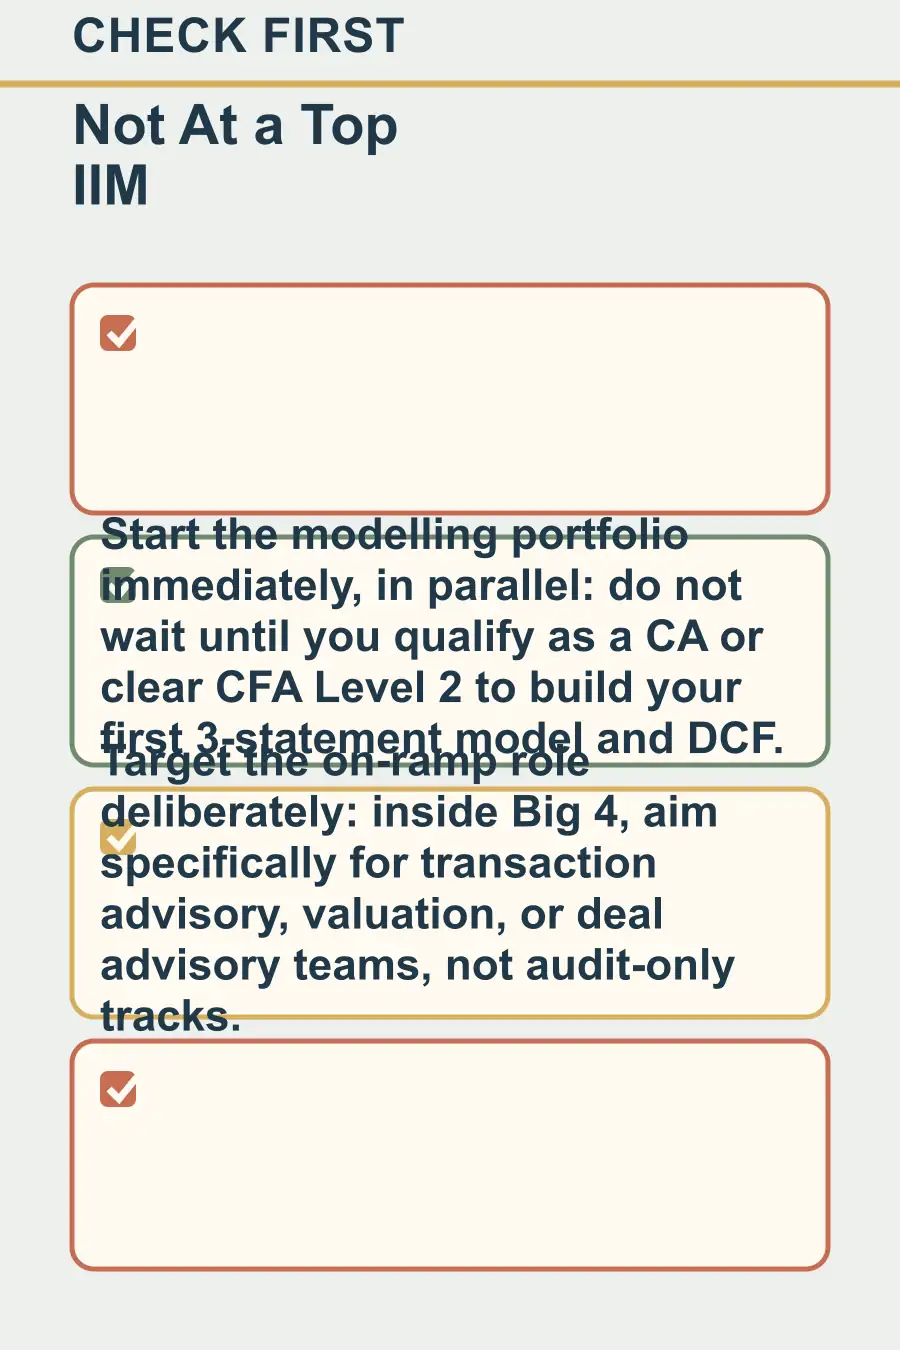 CHECK FIRST
Not At a Top
IIM
Start the modelling portfolio
immediately, in parallel: do not
wait until you qualify as a CA or
clear CFA Level 2 to build your
first 3-statement model and DCF.
Target the on-ramp role
deliberately: inside Big 4, aim
specifically for transaction
advisory, valuation, or deal
advisory teams, not audit-only
tracks.